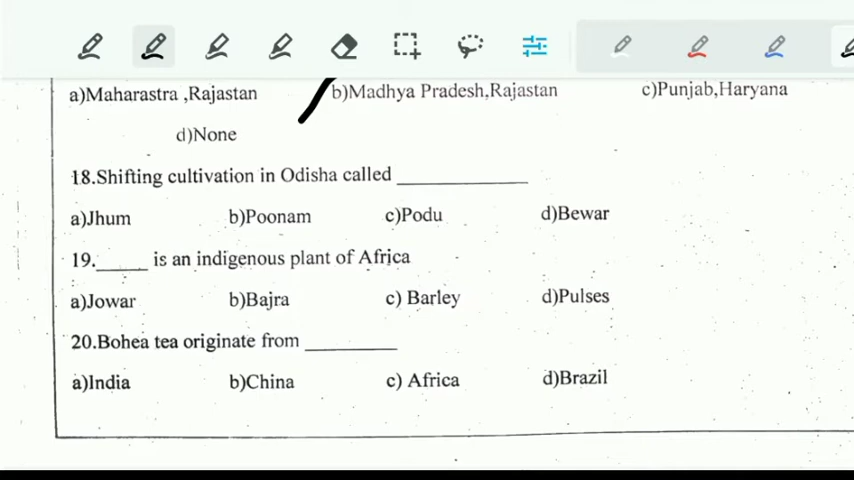 a)Maharastra ,Rajastan b)Madhya Pradesh,Rajastan c)Punjab,Haryana
d)None
18.Shifting cultivation in Odisha called ____________
a)Jhum b)Poonam c)Podu d)Bewar
19._____ is an indigenous plant of Africa
a)Jowar b)Bajra c) Barley d)Pulses
20.Bohea tea originate from _________
a)India b)China c) Africa d)Brazil